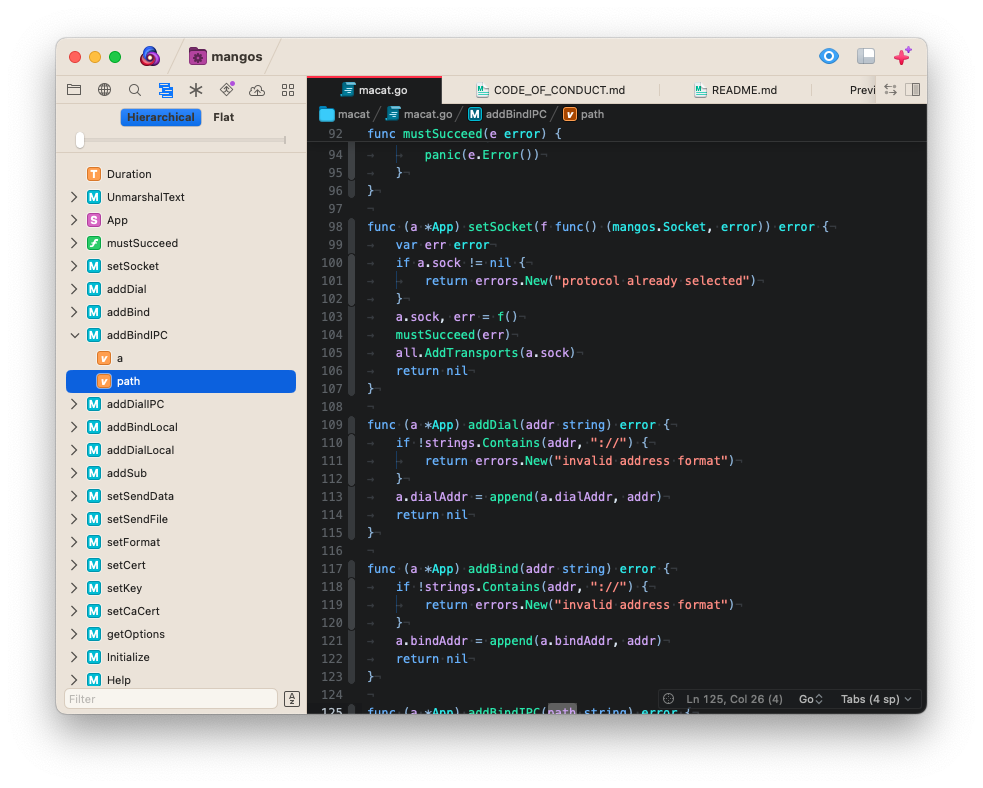 mangos
macat.go
CODE_OF_CONDUCT.md
README.md
Previ
Hierarchical
Flat
macat
macat.go
M addBindIPC
v path
T Duration
M UnmarshalText
S App
f mustSucceed
M setSocket
M addDial
M addBind
M addBindIPC
v a
v path
M addDialIPC
M addBindLocal
M addDialLocal
M addSub
M setSendData
M setSendFile
M setFormat
M setCert
M setKey
M setCaCert
M getOptions
M Initialize
M Help
Filter
92 func mustSucceed(e error) {
94 panic(e.Error())
95 }
96 }
97
98 func (a *App) setSocket(f func() (mangos.Socket, error)) error {
99 var err error
100 if a.sock != nil {
101 return errors.New("protocol already selected")
102 }
103 a.sock, err = f()
104 mustSucceed(err)
105 all.AddTransports(a.sock)
106 return nil
107 }
108
109 func (a *App) addDial(addr string) error {
110 if !strings.Contains(addr, "://") {
111 return errors.New("invalid address format")
112 }
113 a.dialAddr = append(a.dialAddr, addr)
114 return nil
115 }
116
117 func (a *App) addBind(addr string) error {
118 if !strings.Contains(addr, "://") {
119 return errors.New("invalid address format")
120 }
121 a.bindAddr = append(a.bindAddr, addr)
122 return nil
123 }
124
125 func (a *App) addBindIPC(path string) error {
Ln 125, Col 26 (4)
Go
Tabs (4 sp)